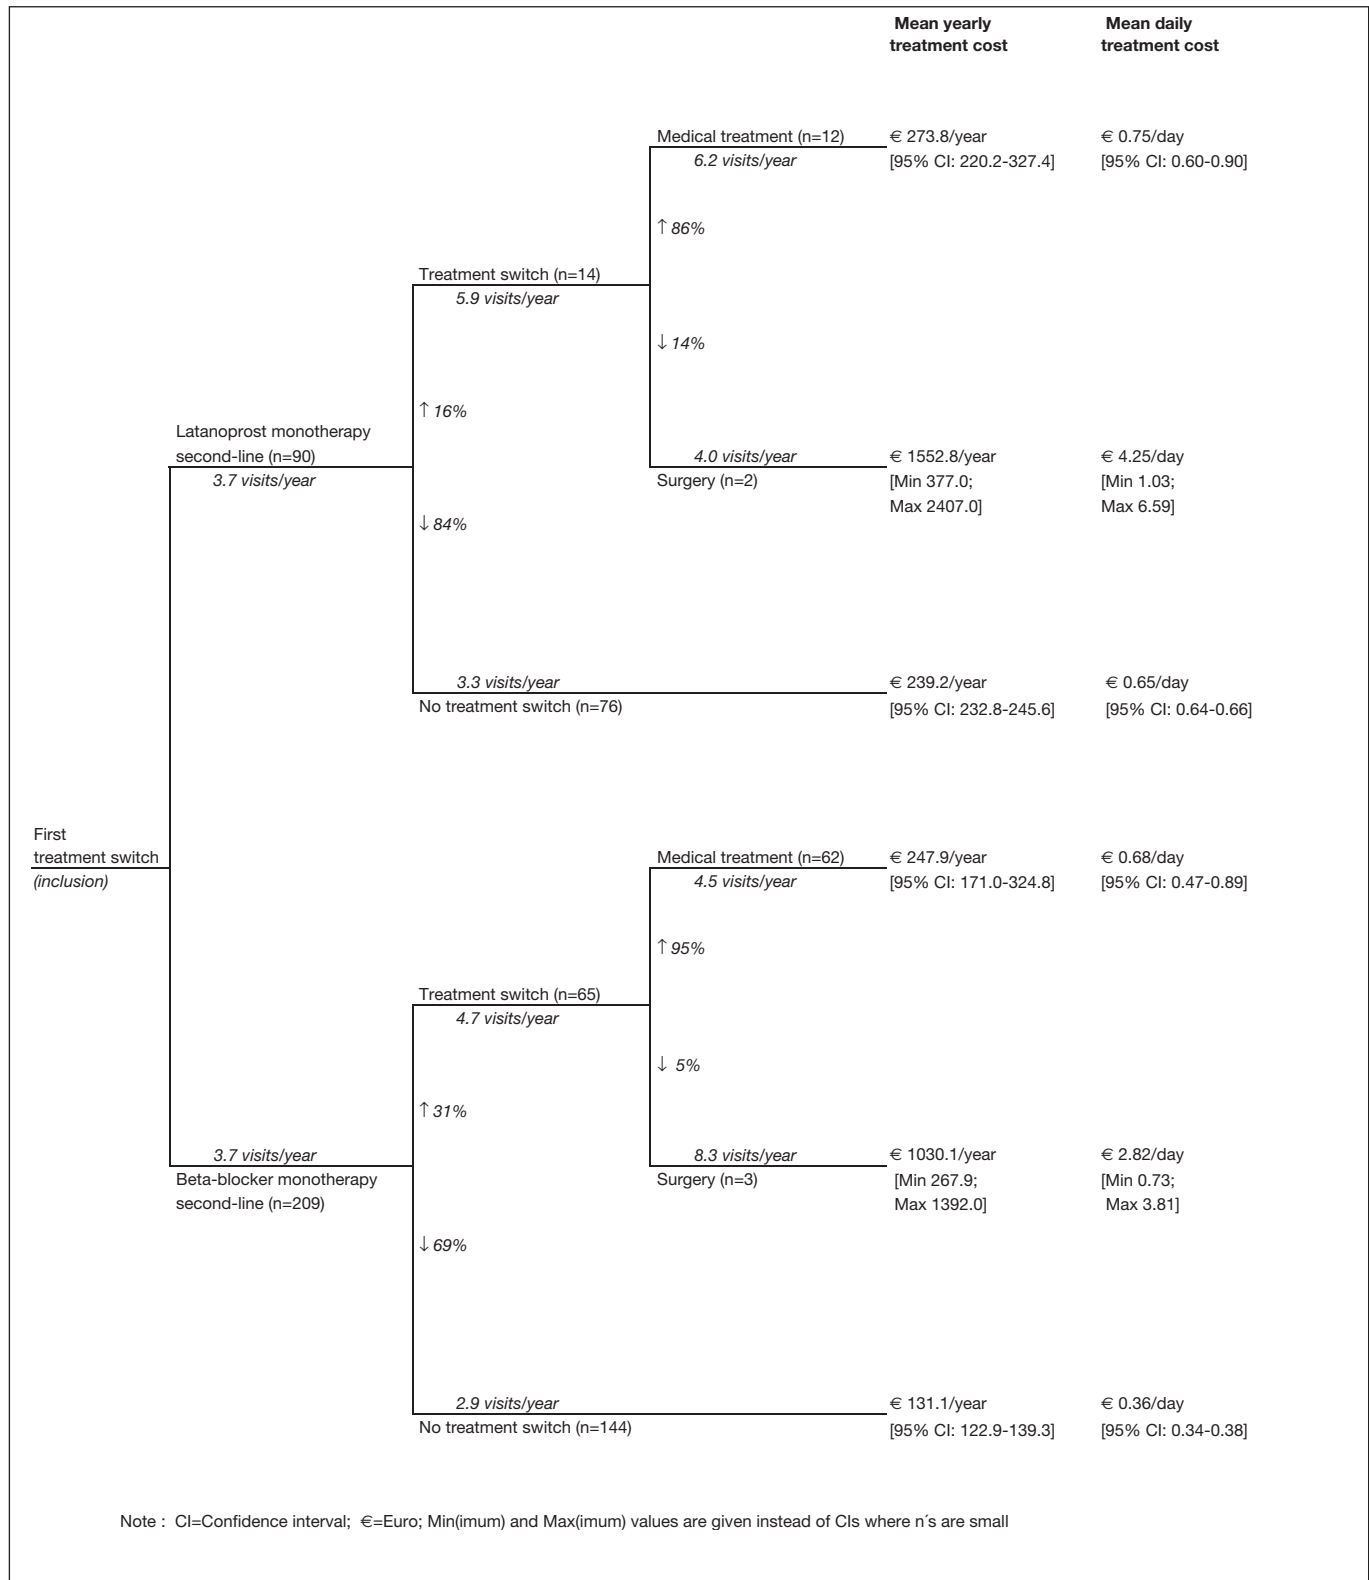 Mean yearly
treatment cost
Mean daily
treatment cost
Medical treatment (n=12)
6.2 visits/year
€ 273.8/year
[95% CI: 220.2-327.4]
€ 0.75/day
[95% CI: 0.60-0.90]
↑ 86%
Treatment switch (n=14)
5.9 visits/year
↓ 14%
↑ 16%
Latanoprost monotherapy
second-line (n=90)
3.7 visits/year
4.0 visits/year
Surgery (n=2)
€ 1552.8/year
[Min 377.0;
Max 2407.0]
€ 4.25/day
[Min 1.03;
Max 6.59]
↓ 84%
3.3 visits/year
No treatment switch (n=76)
€ 239.2/year
[95% CI: 232.8-245.6]
€ 0.65/day
[95% CI: 0.64-0.66]
First
treatment switch
(inclusion)
Medical treatment (n=62)
4.5 visits/year
€ 247.9/year
[95% CI: 171.0-324.8]
€ 0.68/day
[95% CI: 0.47-0.89]
↑ 95%
Treatment switch (n=65)
4.7 visits/year
↓ 5%
↑ 31%
3.7 visits/year
Beta-blocker monotherapy
second-line (n=209)
8.3 visits/year
Surgery (n=3)
€ 1030.1/year
[Min 267.9;
Max 1392.0]
€ 2.82/day
[Min 0.73;
Max 3.81]
↓ 69%
2.9 visits/year
No treatment switch (n=144)
€ 131.1/year
[95% CI: 122.9-139.3]
€ 0.36/day
[95% CI: 0.34-0.38]
Note : CI=Confidence interval; €=Euro; Min(imum) and Max(imum) values are given instead of CIs where n´s are small